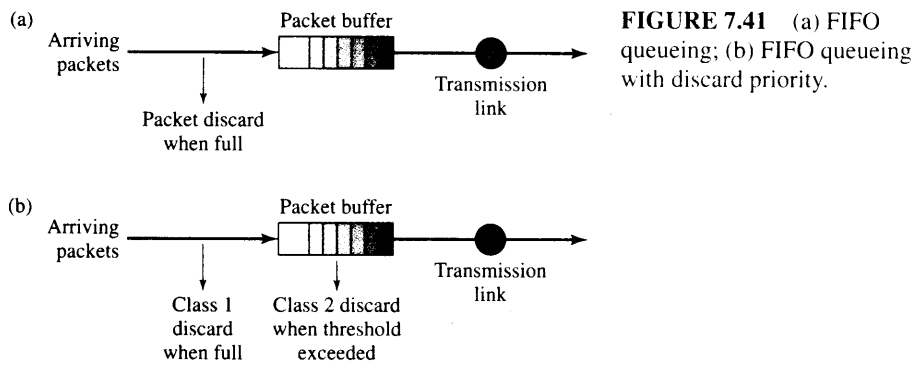 (a)
Packet buffer
Arriving
packets
Transmission
link
Packet discard
when full
FIGURE 7.41 (a) FIFO
queueing; (b) FIFO queueing
with discard priority.
(b)
Packet buffer
Arriving
packets
Transmission
link
Class 1
discard
when full
Class 2 discard
when threshold
exceeded